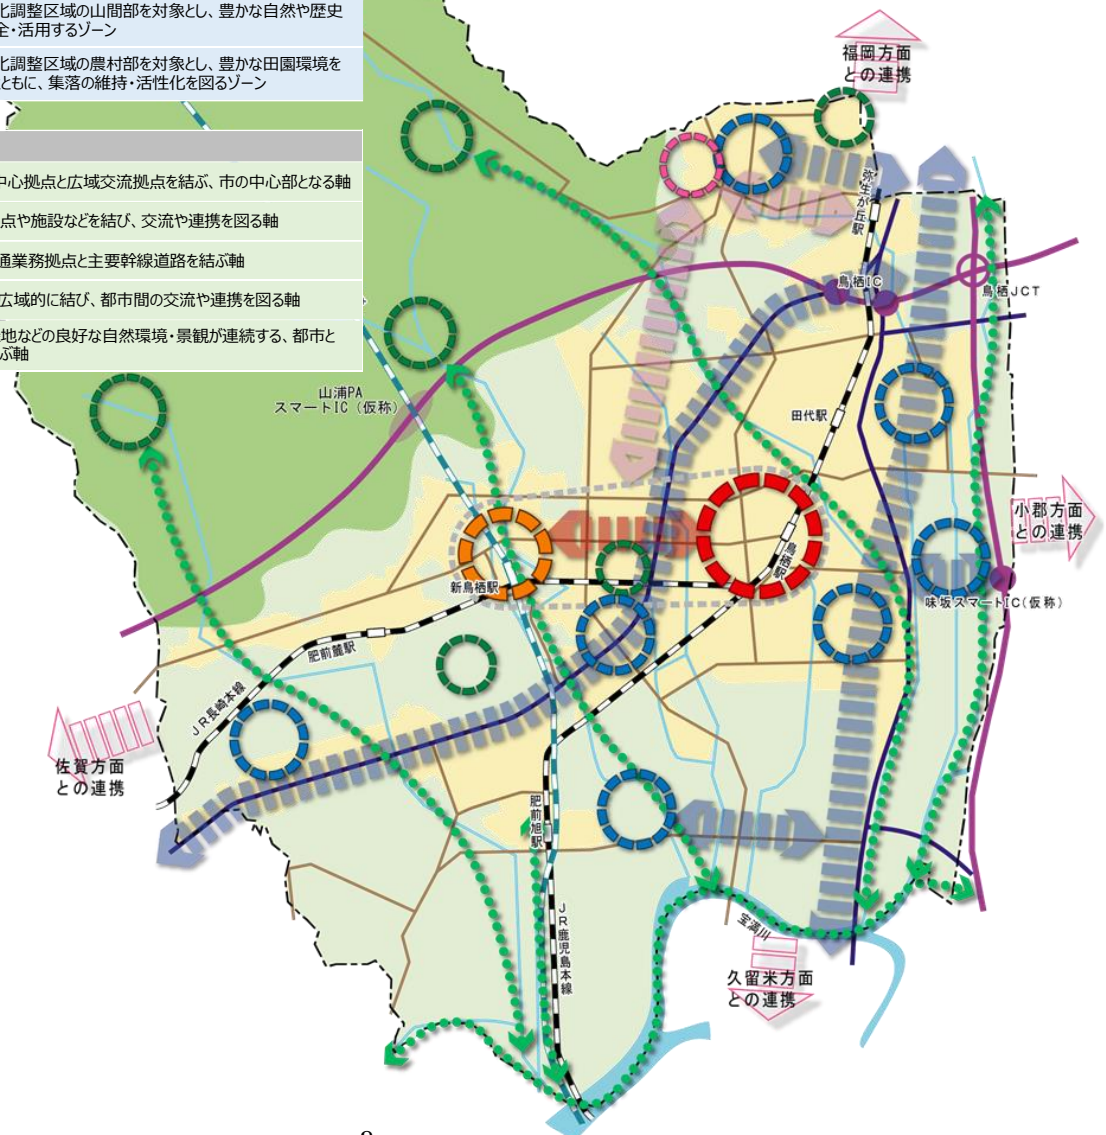 化調整区域の山間部を対象とし、豊かな自然や歴史
全・活用するゾーン
化調整区域の農村部を対象とし、豊かな田園環境を
ともに、集落の維持・活性化を図るゾーン
中心拠点と広域交流拠点を結ぶ、市の中心部となる軸
点や施設などを結び、交流や連携を図る軸
通業務拠点と主要幹線道路を結ぶ軸
広域的に結び、都市間の交流や連携を図る軸
地などの良好な自然環境・景観が連続する、都市と
ぶ軸
福岡方面
との連携
弥生が丘駅
鳥栖IC
鳥栖JCT
山浦PA
スマートIC（仮称）
田代駅
小郡方面
との連携
鳥栖駅
新鳥栖駅
味坂スマートIC（仮称）
肥前麓駅
JR長崎本線
佐賀方面
との連携
肥前旭駅
JR鹿児島本線
宝満川
久留米方面
との連携